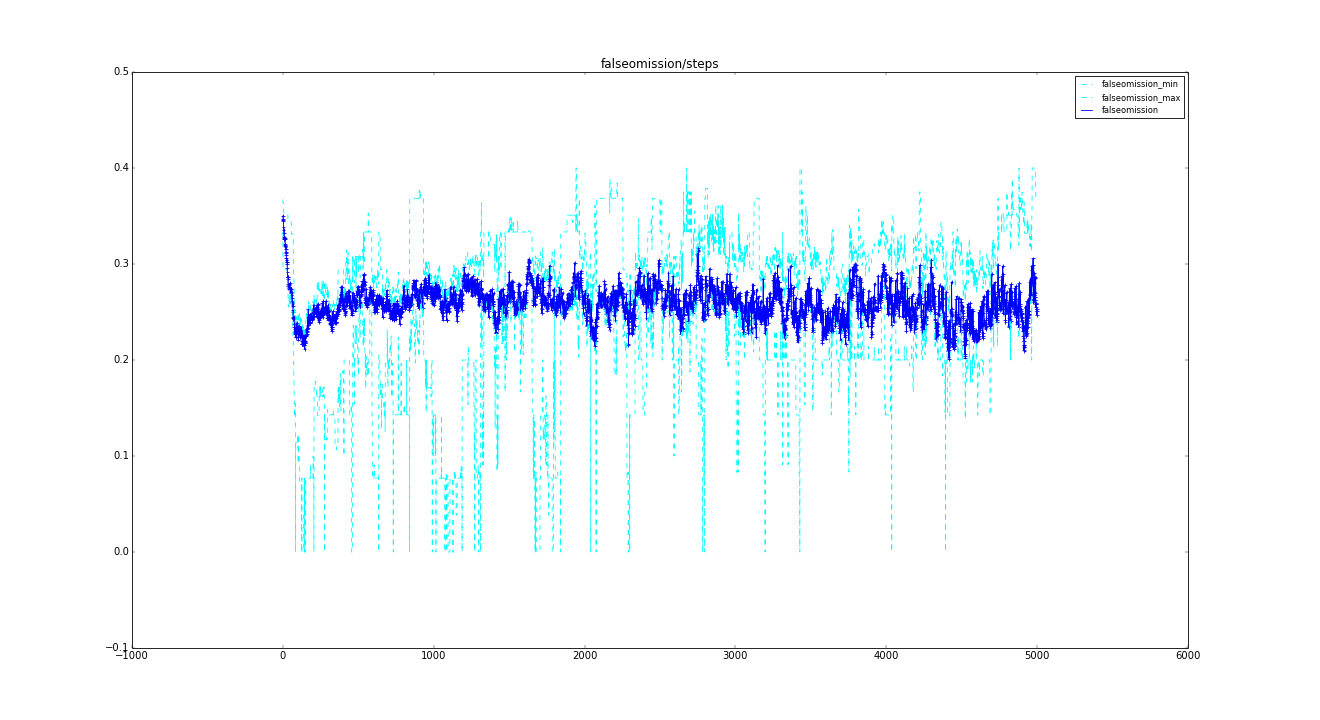 falseomission/steps
0.5
falseomission_min
falseomission_max
falseomission
0.4
0.3
0.2
0.1
0.0
−0.1
−1000 0 1000 2000 3000 4000 5000 6000